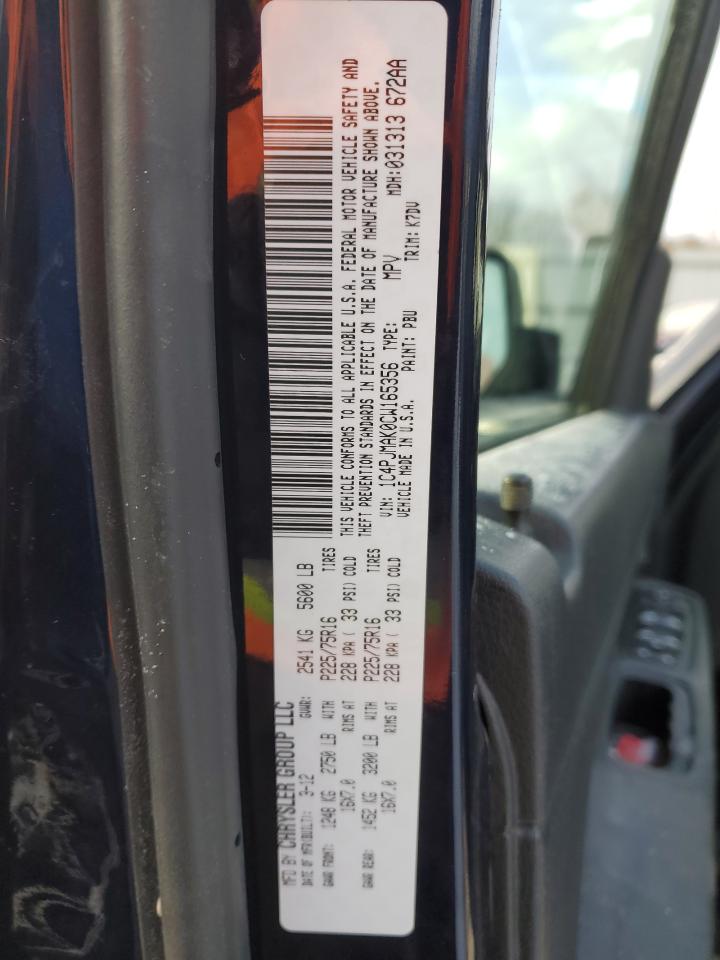 MFD BY CHRYSLER GROUP LLC
DATE OF MFR(BUILT): 3-12 GVWR: 2541 KG 5600 LB
GAWR FRONT: 1248 KG 2750 LB WITH P225/75R16 TIRES
16X7.0 RIMS AT 228 KPA ( 33 PSI) COLD
GAWR REAR: 1452 KG 3200 LB WITH P225/75R16 TIRES
16X7.0 RIMS AT 228 KPA ( 33 PSI) COLD
THIS VEHICLE CONFORMS TO ALL APPLICABLE U.S.A. FEDERAL MOTOR VEHICLE SAFETY AND
THEFT PREVENTION STANDARDS IN EFFECT ON THE DATE OF MANUFACTURE SHOWN ABOVE.
VIN: 1C4PJMAK0CW165356 TYPE: MPV MDH:031313 672AA
VEHICLE MADE IN U.S.A. PAINT: PBU TRIM: K7DV